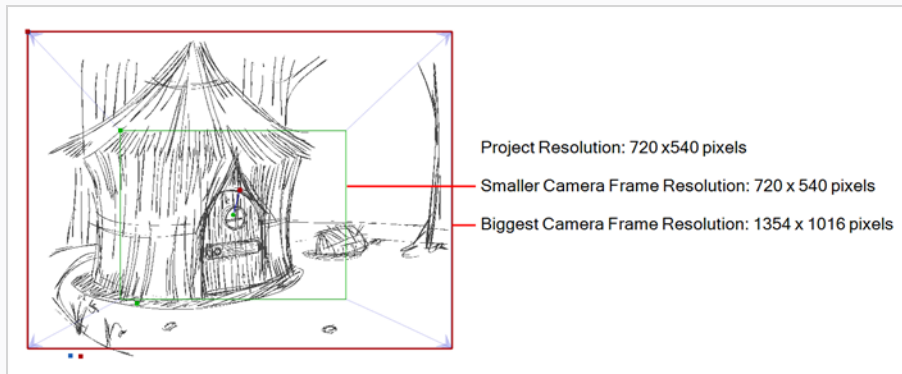 Project Resolution: 720 x540 pixels
Smaller Camera Frame Resolution: 720 x 540 pixels
Biggest Camera Frame Resolution: 1354 x 1016 pixels